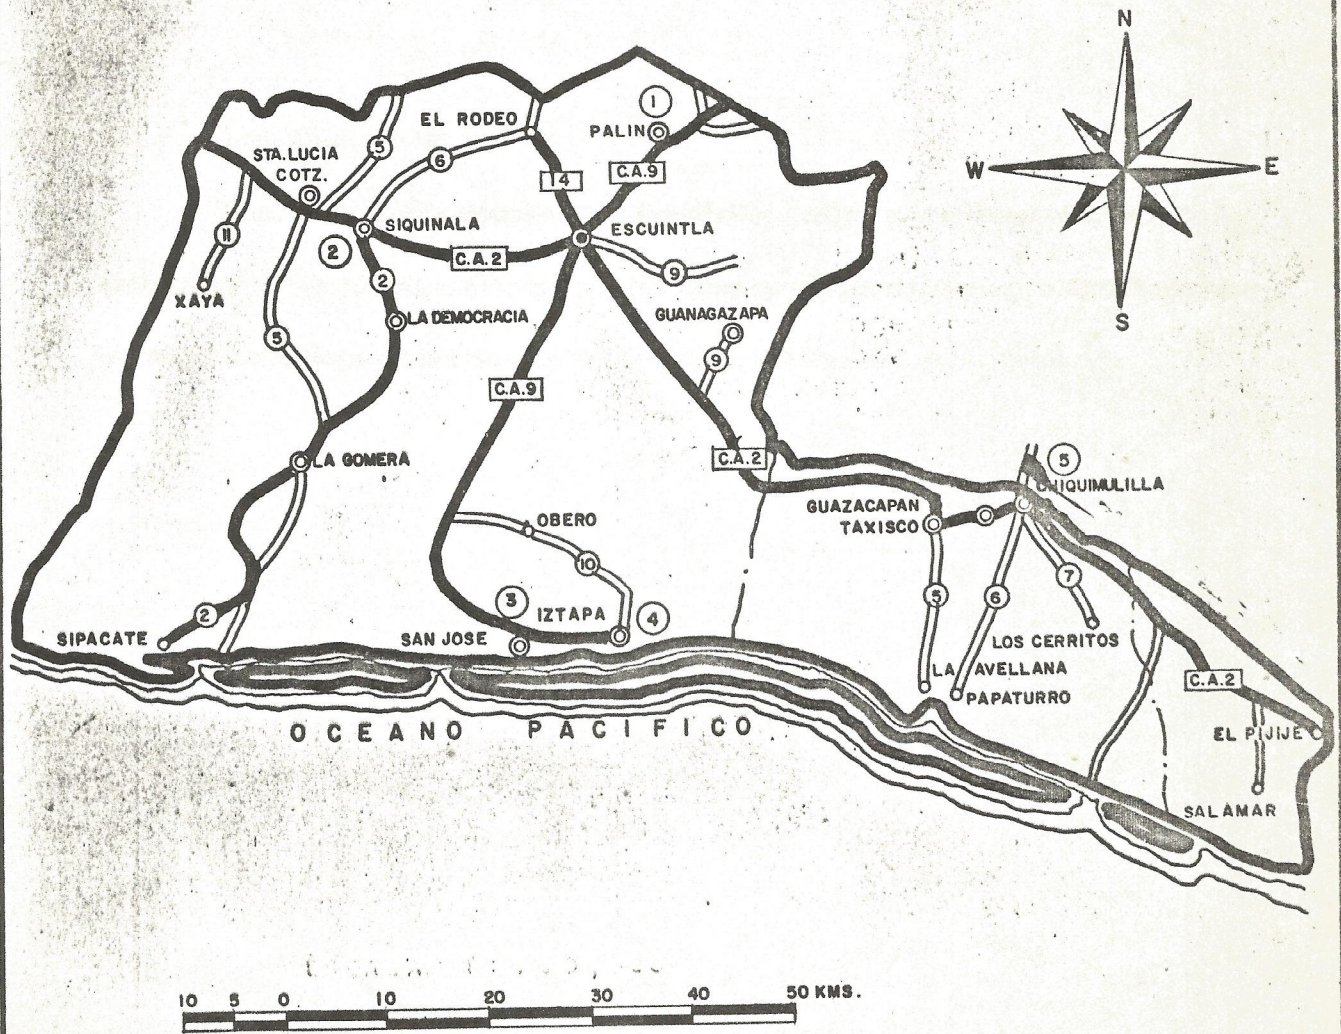 N
W
E
S
1
EL RODEO
PALIN
STA. LUCIA
COTZ.
5
6
14
C.A.9
SIQUINALA
ESCUINTLA
11
2
C.A.2
9
2
XAYA
LA DEMOCRACIA
GUANAGAZAPA
5
9
C.A.9
LA GOMERA
C.A.2
5
CHIQUIMULILLA
GUAZACAPAN
TAXISCO
OBERO
10
7
5
6
3
IZTAPA
4
2
SIPACATE
SAN JOSE
LOS CERRITOS
LA AVELLANA
PAPATURRO
C.A.2
OCEANO PACIFICO
EL PIJIJE
SALAMAR
10 5 0 10 20 30 40 50 KMS.